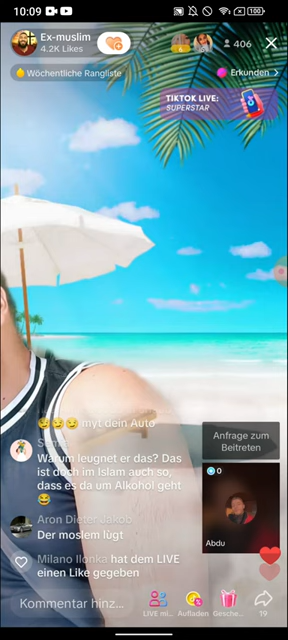 10:09
100
Ex-muslim
4.2K Likes
406
Wöchentliche Rangliste
Erkunden
TIKTOK LIVE:
SUPERSTAR
myt dein Auto
Warum leugnet er das? Das
ist doch im Islam auch so,
dass es da um Alkohol geht
Aron Dieter Jakob
Der moslem lügt
Milano Ilonka hat dem LIVE
einen Like gegeben
Anfrage zum
Beitreten
0
Abdu
Kommentar hinz...
LIVE mi...
Aufladen
Gesche...
19